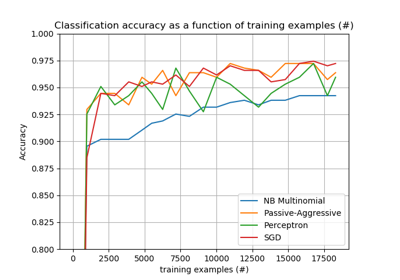 Classification accuracy as a function of training examples (#)
1.000
0.975
0.950
0.925
0.900
0.875
0.850
0.825
0.800
Accuracy
0 2500 5000 7500 10000 12500 15000 17500
training examples (#)
NB Multinomial
Passive-Aggressive
Perceptron
SGD